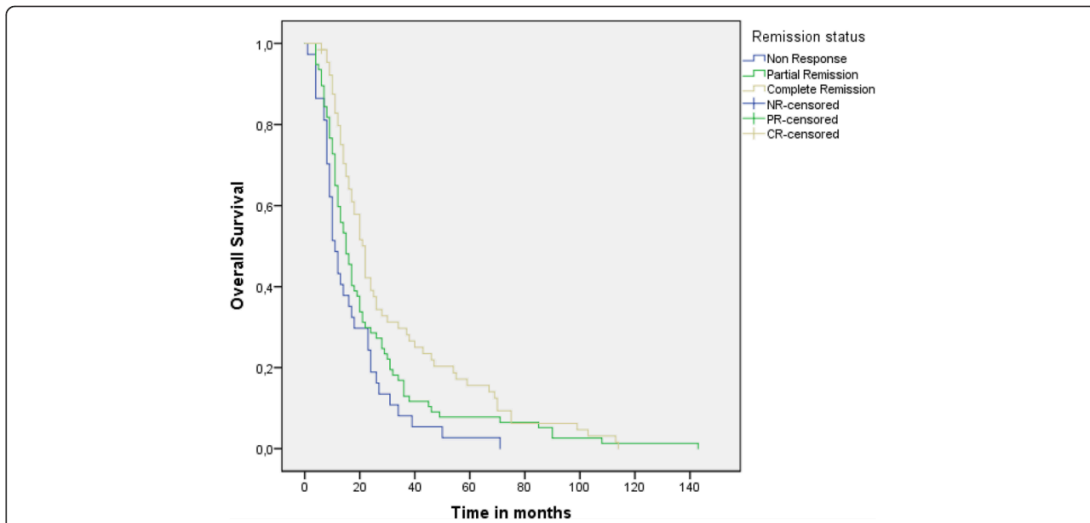 Remission status
Non Response
Partial Remission
Complete Remission
NR-censored
PR-censored
CR-censored
Overall Survival
1,0
0,8
0,6
0,4
0,2
0,0
0 20 40 60 80 100 120 140
Time in months